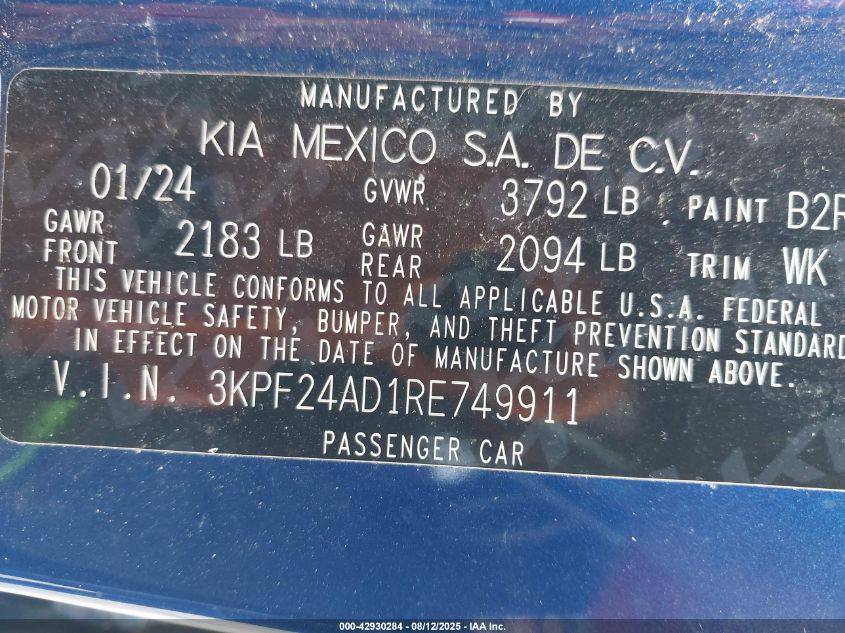 MANUFACTURED BY
KIA MEXICO S.A. DE C.V.
01/24 GVWR 3792 LB PAINT B2R
GAWR FRONT 2183 LB GAWR REAR 2094 LB TRIM WK
THIS VEHICLE CONFORMS TO ALL APPLICABLE U.S.A. FEDERAL
MOTOR VEHICLE SAFETY, BUMPER, AND THEFT PREVENTION STANDARD
IN EFFECT ON THE DATE OF MANUFACTURE SHOWN ABOVE.
V.I.N. 3KPF24AD1RE749911
PASSENGER CAR
000-42930284 - 08/12/2025 - IAA Inc.